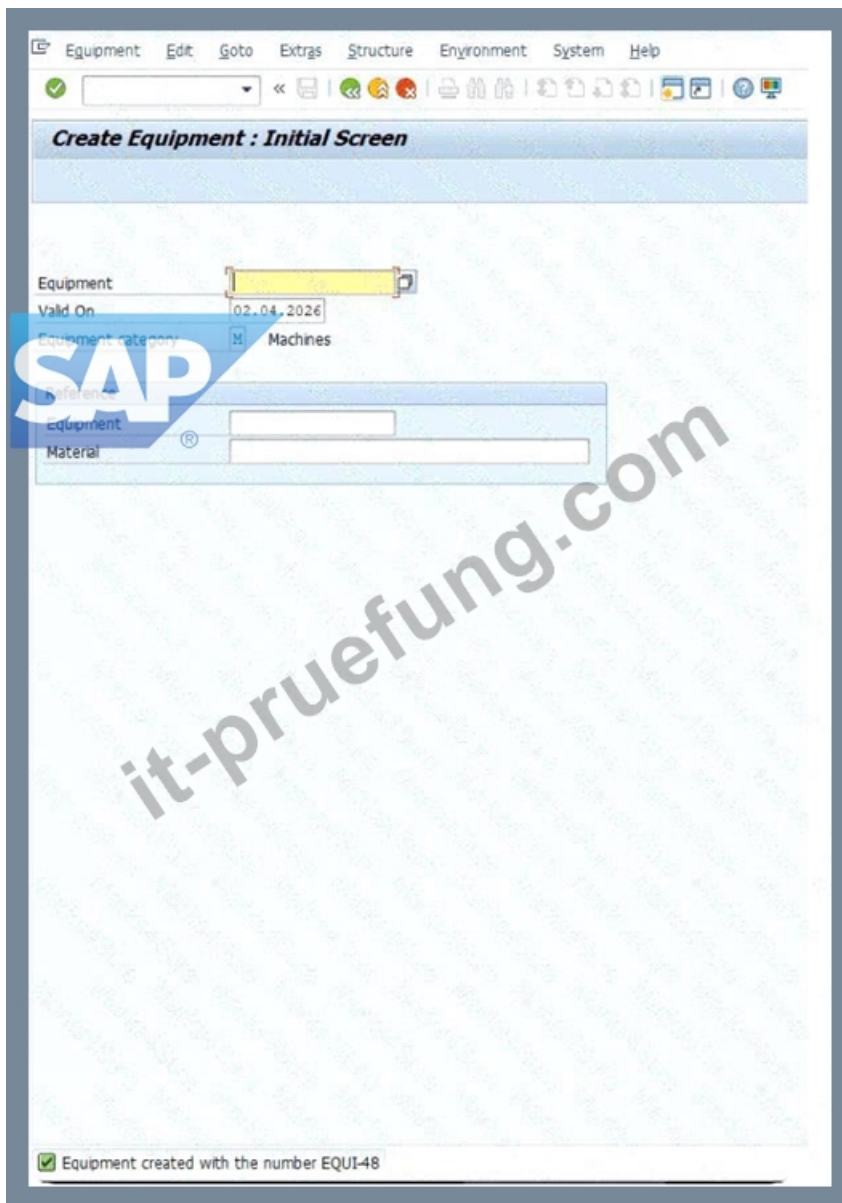 Equipment Edit Goto Extras Structure Environment System Help
Create Equipment : Initial Screen
Equipment
Valid On 02.04.2026
Equipment category M Machines
SAP ®
Reference
Equipment
Material
it-pruefung.com
Equipment created with the number EQUI-48